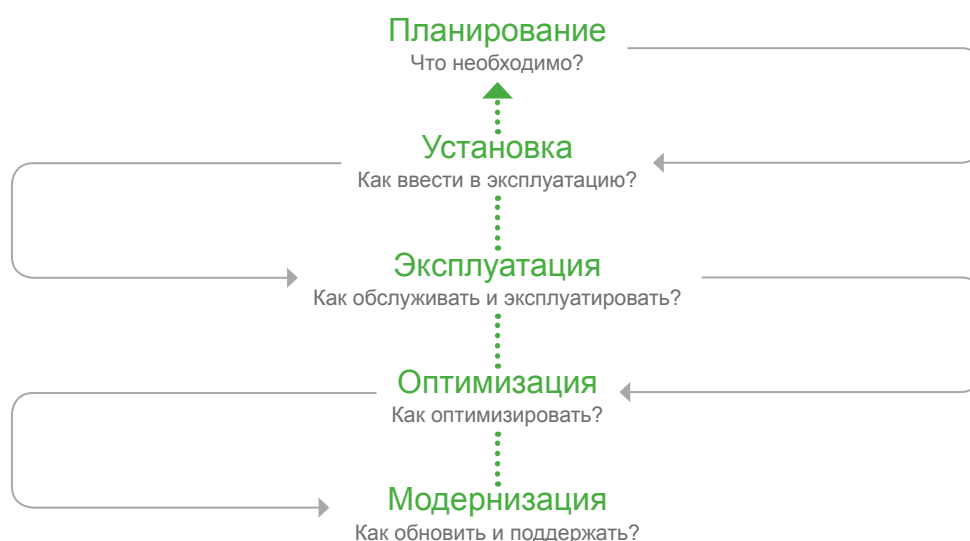 Планирование
Что необходимо?
Установка
Как ввести в эксплуатацию?
Эксплуатация
Как обслуживать и эксплуатировать?
Оптимизация
Как оптимизировать?
Модернизация
Как обновить и поддержать?